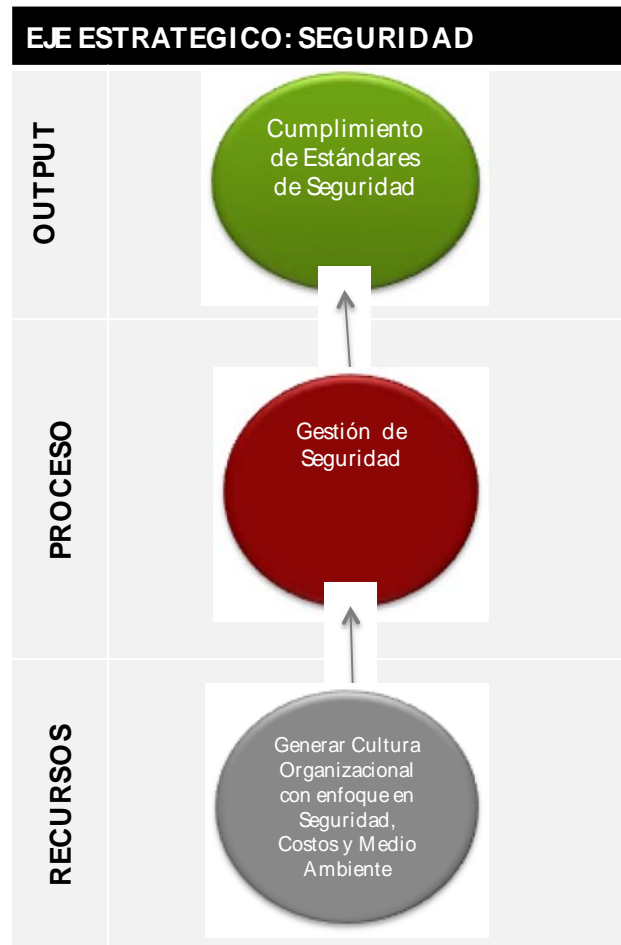 EJE ESTRATEGICO: SEGURIDAD
OUTPUT
Cumplimiento
de Estándares
de Seguridad
PROCESO
Gestión de
Seguridad
RECURSOS
Generar Cultura
Organizacional
con enfoque en
Seguridad,
Costos y Medio
Ambiente